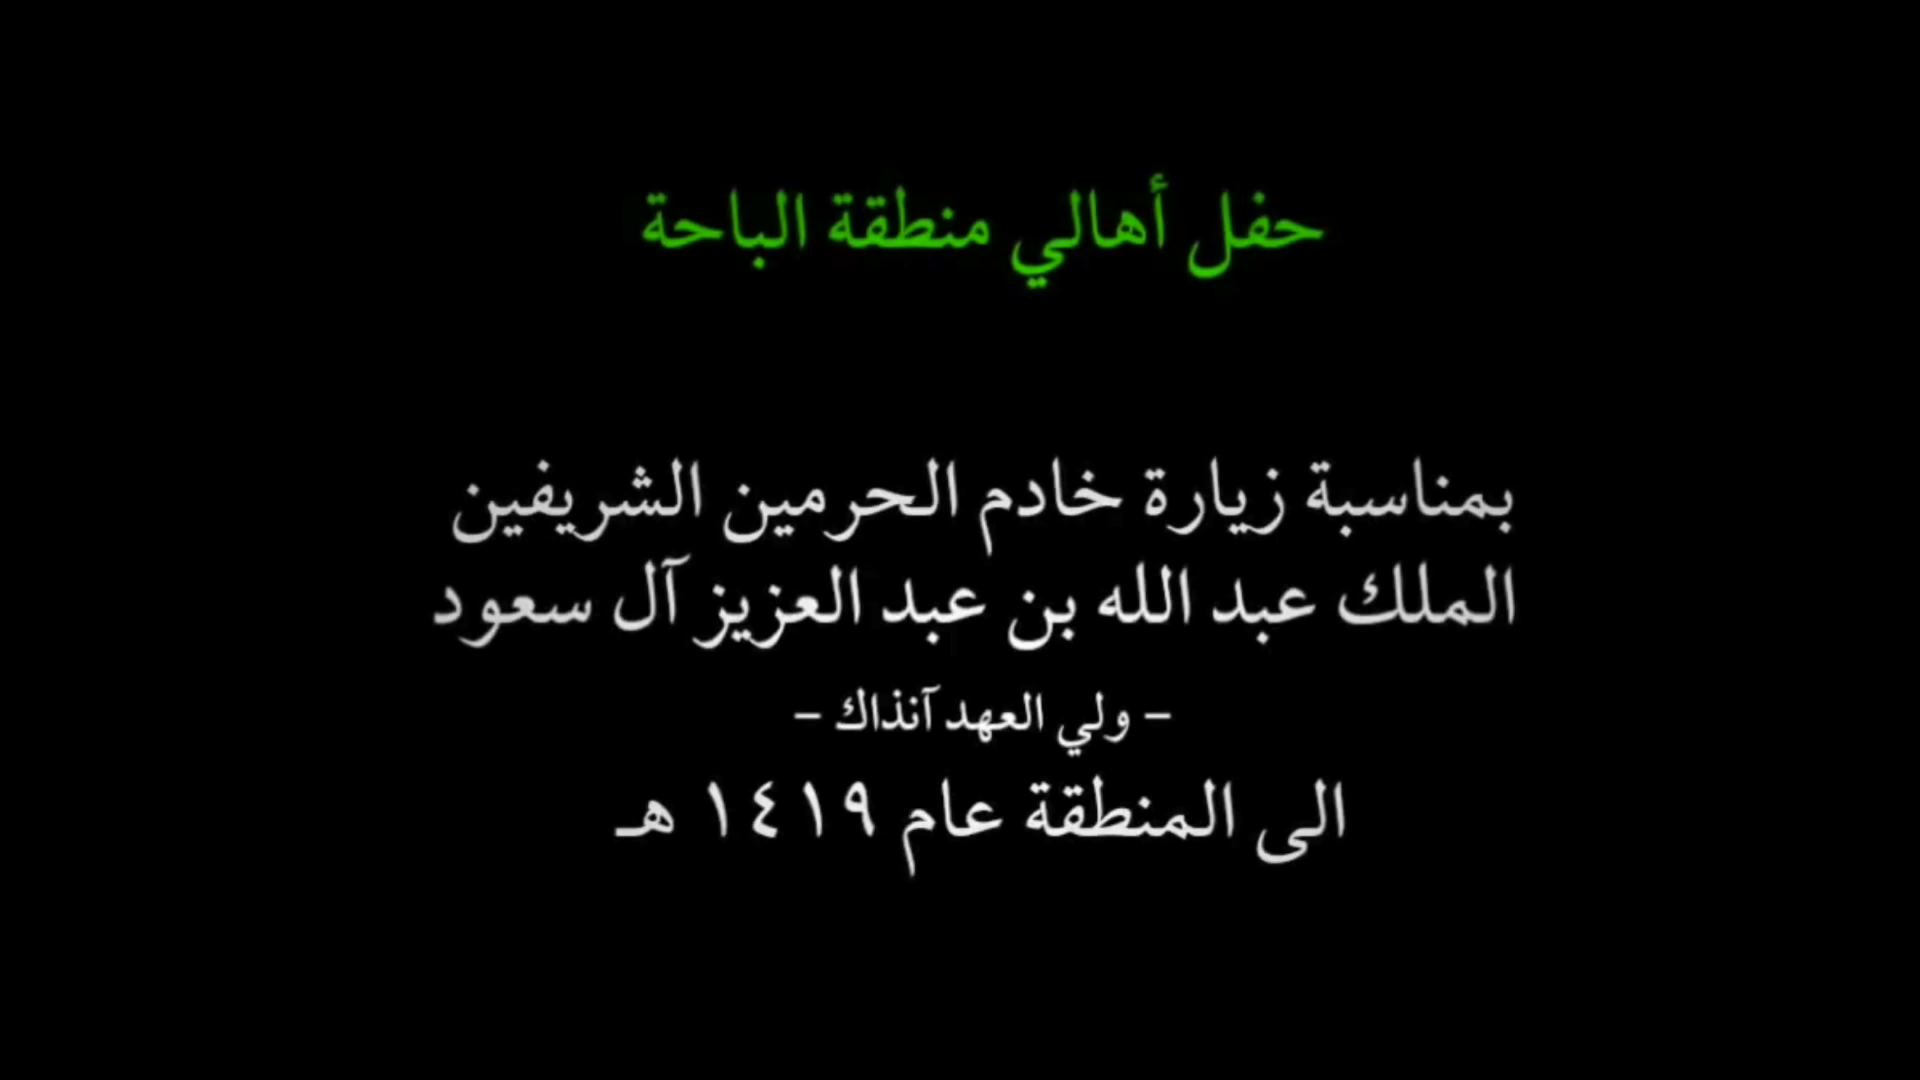 حفل أهالي منطقة الباحة
بمناسبة زيارة خادم الحرمين الشريفين
الملك عبد الله بن عبد العزيز آل سعود
– ولي العهد آنذاك –
الى المنطقة عام ١٤١٩ هـ